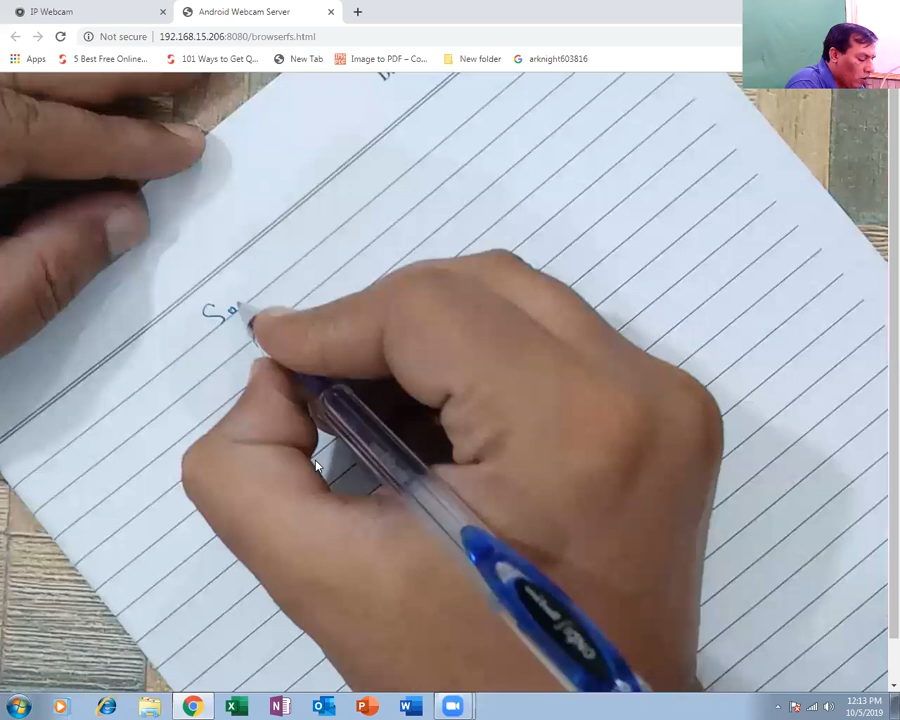 IP Webcam
Android Webcam Server
Not secure
192.168.15.206:8080/browserfs.html
Apps
5 Best Free Online...
101 Ways to Get Q...
New Tab
Image to PDF – Co...
New folder
arknight603816
So
12:13 PM
10/5/2019